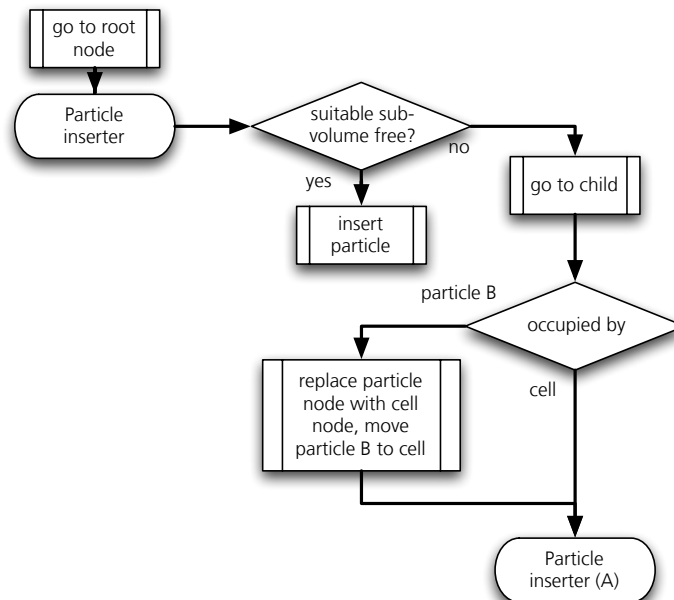 go to root
node
Particle
inserter
suitable sub-
volume free?
no
yes
go to child
insert
particle
particle B
occupied by
replace particle
node with cell
node, move
particle B to cell
cell
Particle
inserter (A)